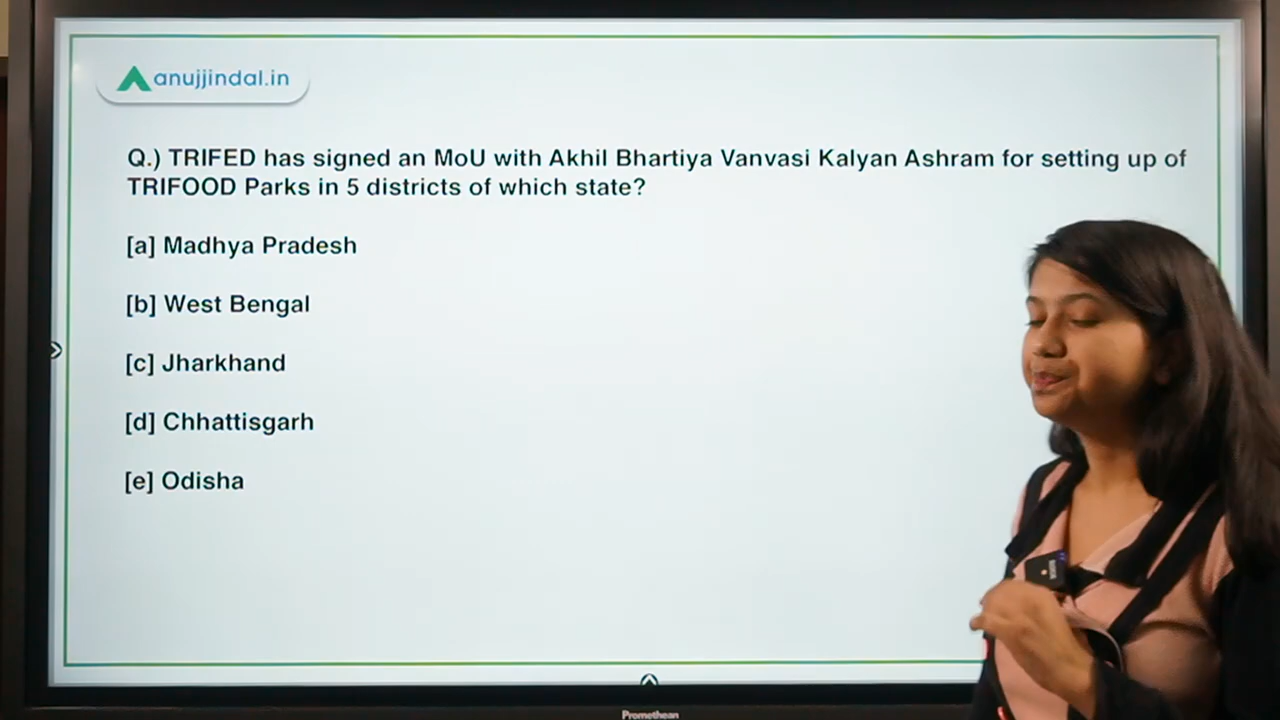 anujjindal.in
Q.) TRIFED has signed an MoU with Akhil Bhartiya Vanvasi Kalyan Ashram for setting up of
TRIFOOD Parks in 5 districts of which state?
[a] Madhya Pradesh
[b] West Bengal
[c] Jharkhand
[d] Chhattisgarh
[e] Odisha
Promethean